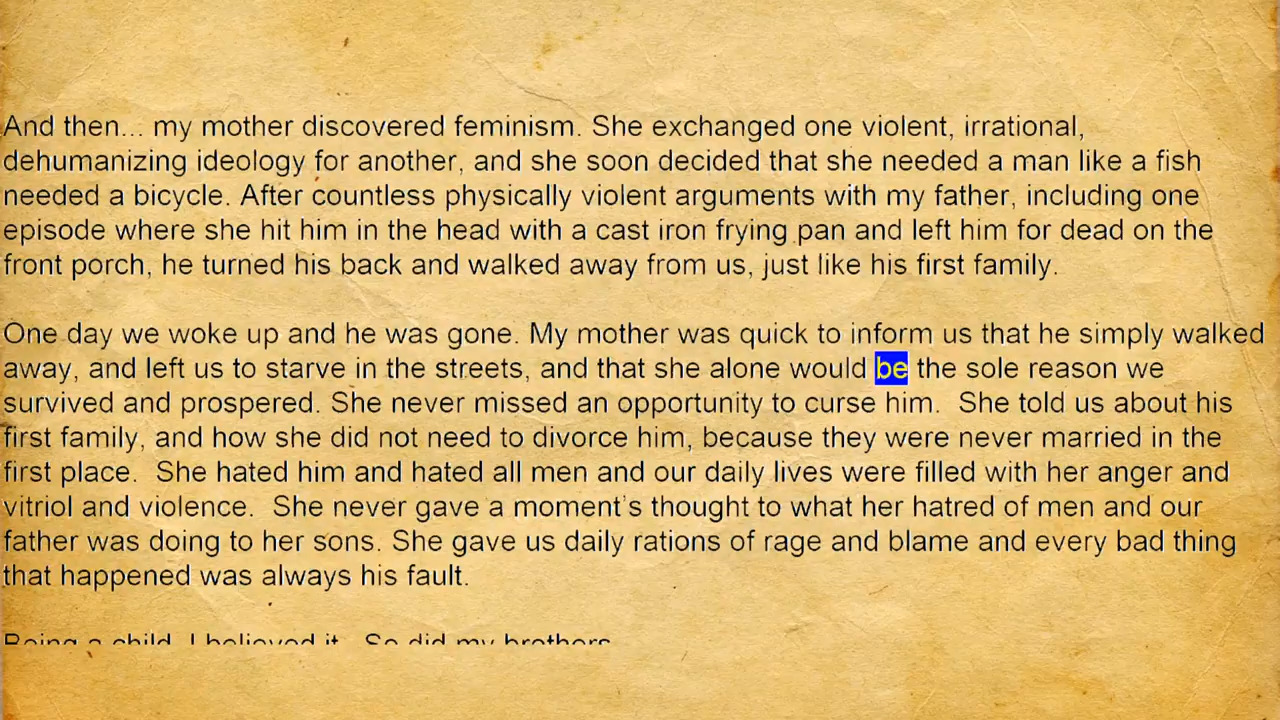 And then... my mother discovered feminism. She exchanged one violent, irrational,
dehumanizing ideology for another, and she soon decided that she needed a man like a fish
needed a bicycle. After countless physically violent arguments with my father, including one
episode where she hit him in the head with a cast iron frying pan and left him for dead on the
front porch, he turned his back and walked away from us, just like his first family.
One day we woke up and he was gone. My mother was quick to inform us that he simply walked
away, and left us to starve in the streets, and that she alone would be the sole reason we
survived and prospered. She never missed an opportunity to curse him.  She told us about his
first family, and how she did not need to divorce him, because they were never married in the
first place.  She hated him and hated all men and our daily lives were filled with her anger and
vitriol and violence.  She never gave a moment's thought to what her hatred of men and our
father was doing to her sons. She gave us daily rations of rage and blame and every bad thing
that happened was always his fault.
Being a child, I believed it.  So did my brothers